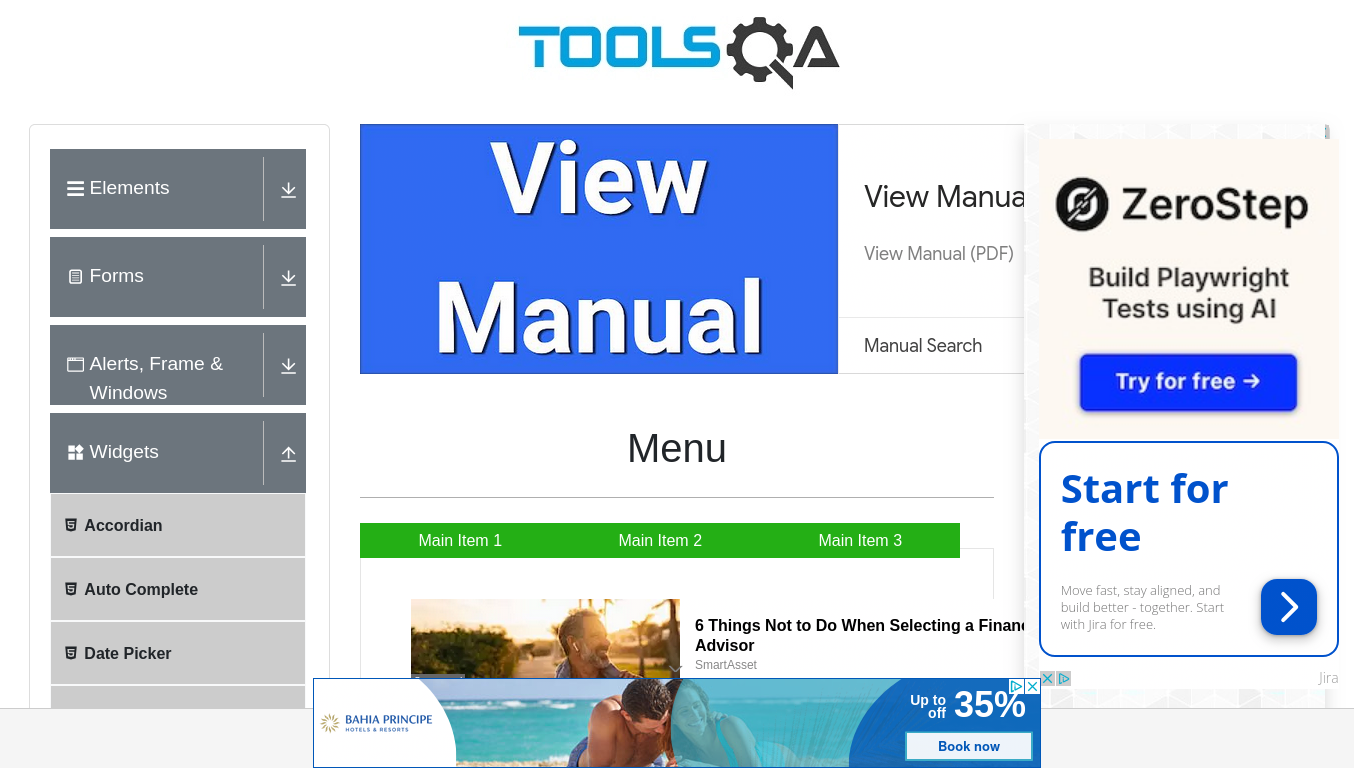 TOOLSQA
Elements
Forms
Alerts, Frame &
Windows
Widgets
Accordian
Auto Complete
Date Picker
View
Manual
View Manua
View Manual (PDF)
Manual Search
Menu
Main Item 1
Main Item 2
Main Item 3
6 Things Not to Do When Selecting a Financ
Advisor
SmartAsset
ZeroStep
Build Playwright
Tests using AI
Try for free →
Start for
free
Move fast, stay aligned, and
build better - together. Start
with Jira for free.
Jira
BAHIA PRINCIPE
HOTELS & RESORTS
Up to
off
35%
Book now